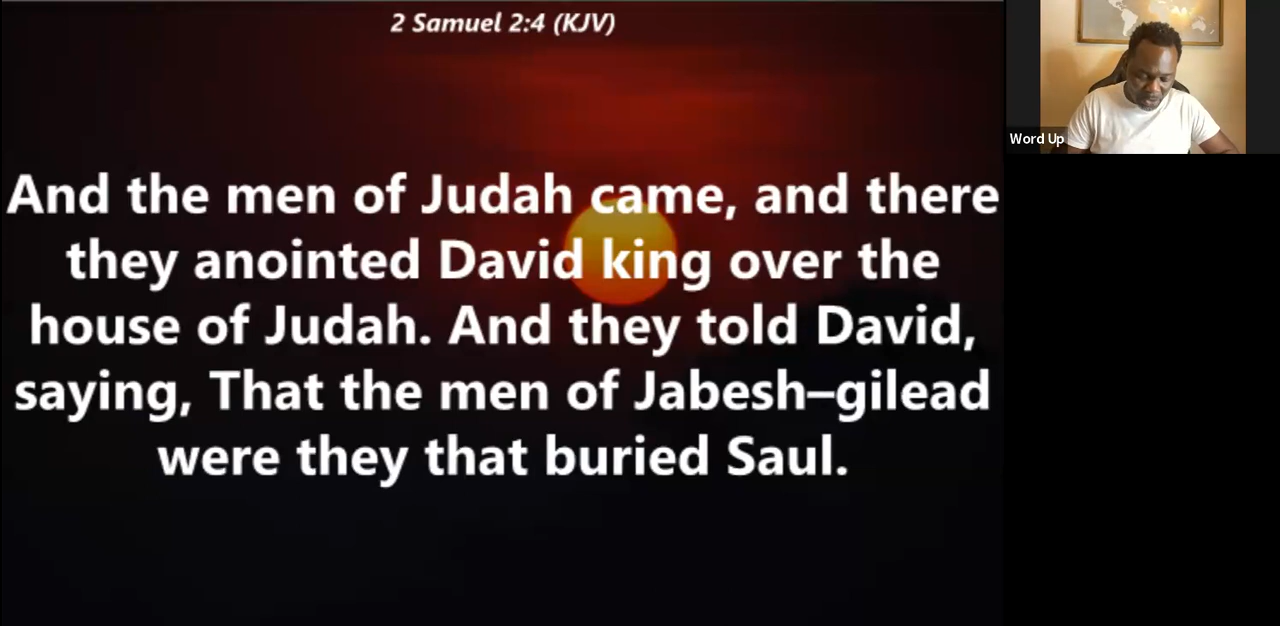 2 Samuel 2:4 (KJV)
And the men of Judah came, and there
they anointed David king over the
house of Judah. And they told David,
saying, That the men of Jabesh–gilead
were they that buried Saul.
Word Up